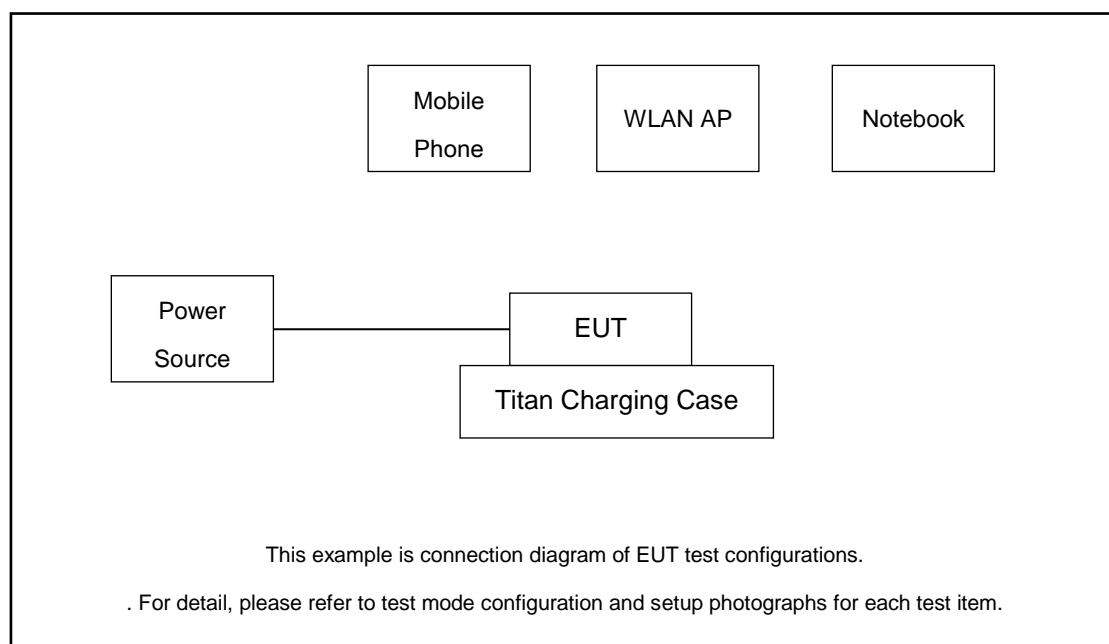 Mobile
Phone
WLAN AP
Notebook
Power
Source
EUT
Titan Charging Case
This example is connection diagram of EUT test configurations.
. For detail, please refer to test mode configuration and setup photographs for each test item.